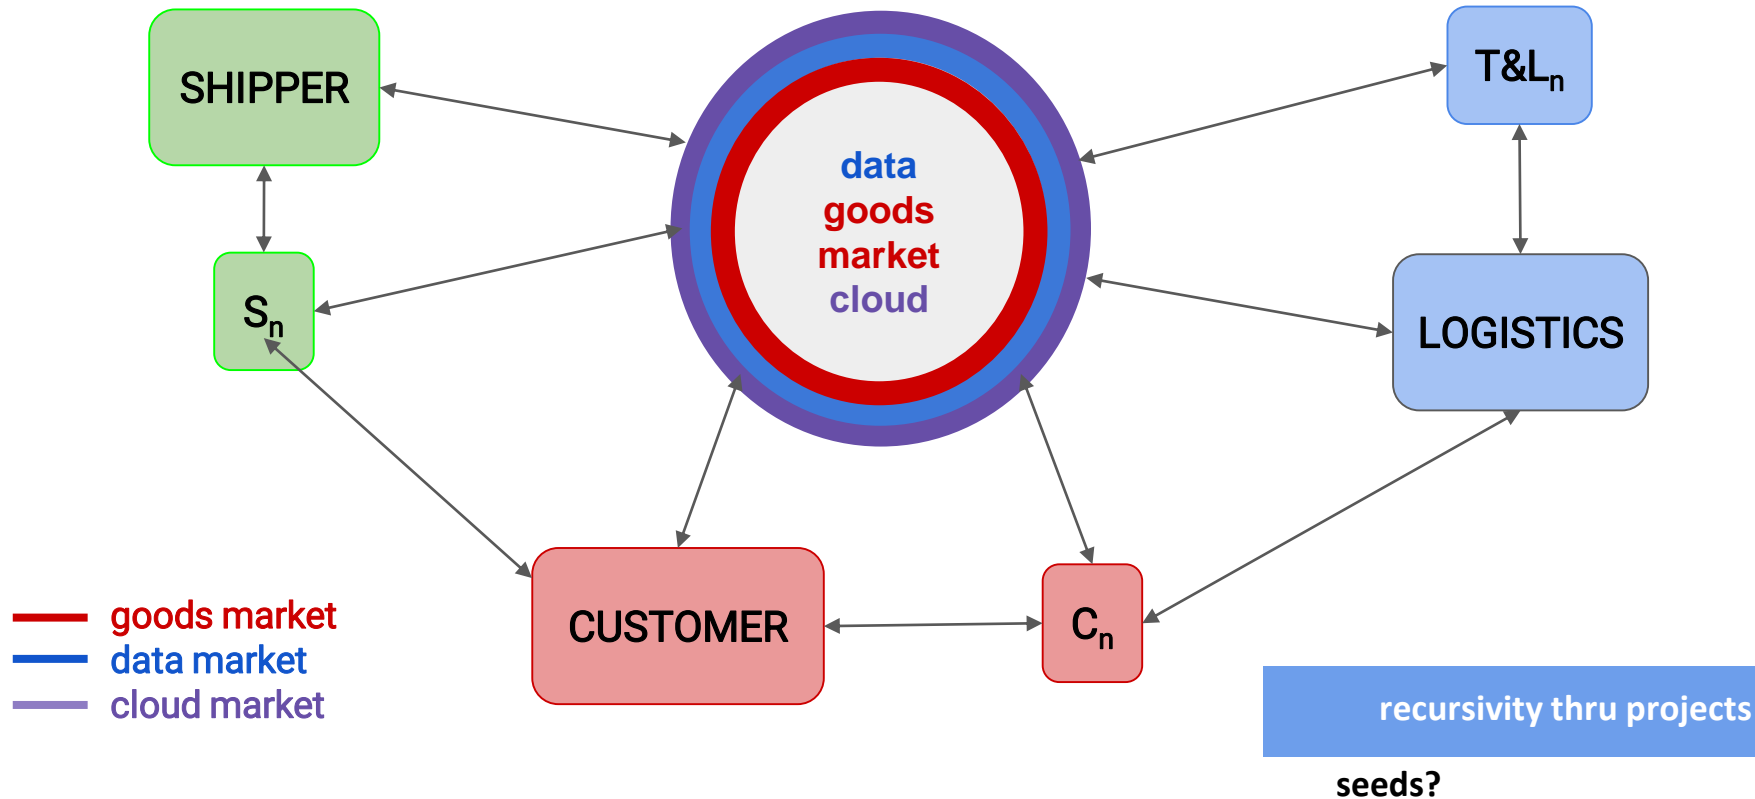 SHIPPER
T&Lₙ
data
goods
market
cloud
Sₙ
LOGISTICS
CUSTOMER
Cₙ
goods market
data market
cloud market
recursivity thru projects
seeds?